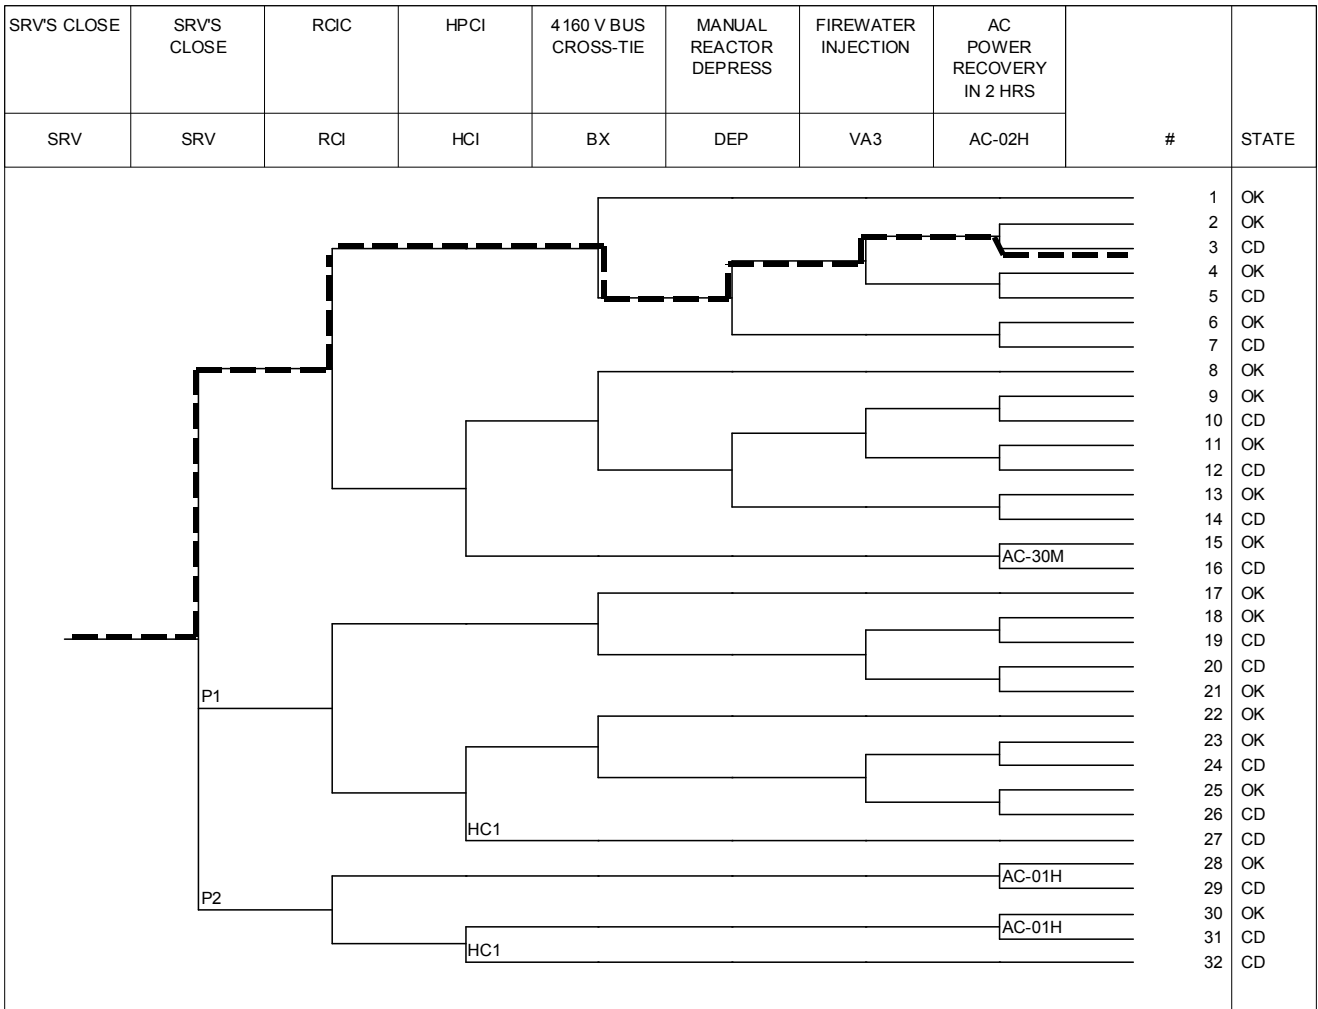 SRV'S CLOSE
SRV'S
CLOSE
RCIC
HPCI
4160 V BUS
CROSS-TIE
MANUAL
REACTOR
DEPRESS
FIREWATER
INJECTION
AC
POWER
RECOVERY
IN 2 HRS
SRV
SRV
RCI
HCI
BX
DEP
VA3
AC-02H
#
STATE
1 OK
2 OK
3 CD
4 OK
5 CD
6 OK
7 CD
8 OK
9 OK
10 CD
11 OK
12 CD
13 OK
14 CD
15 OK
AC-30M
16 CD
17 OK
18 OK
19 CD
20 CD
21 OK
P1
22 OK
23 OK
24 CD
25 OK
26 CD
HC1
27 CD
28 OK
AC-01H
29 CD
P2
30 OK
AC-01H
31 CD
HC1
32 CD